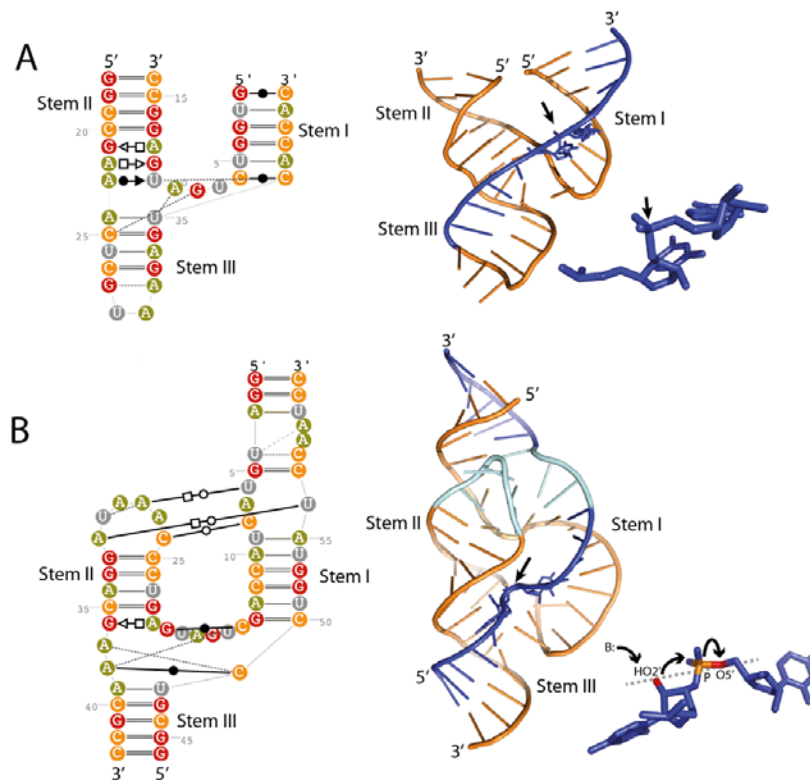 A
5' 3'
5' 3'
3' 5' 3'
G C
G C 15
C G
20 C G
G A
A G
A U A G U
Stem II
G C
U A
G C
G C
5 U A
C C
Stem I
A U 35
25 C G
U A
C G
G A
U A
Stem III
Stem II
Stem I
Stem III
B
5' 3'
G C
G C
A U
A
A
U C
5 G C
U
A
C U
A A
U A
A C
G C 25
G C
A U
35 C G
G A G U A G U C
Stem II
U A 55
10 A U
C G
C G
A U
G C 50
Stem I
A
A C
A U
40 C G
G C
C G 45
3' 5'
Stem III
3'
5'
Stem II
Stem I
5'
Stem III
3'
B:
HO2' P O5'